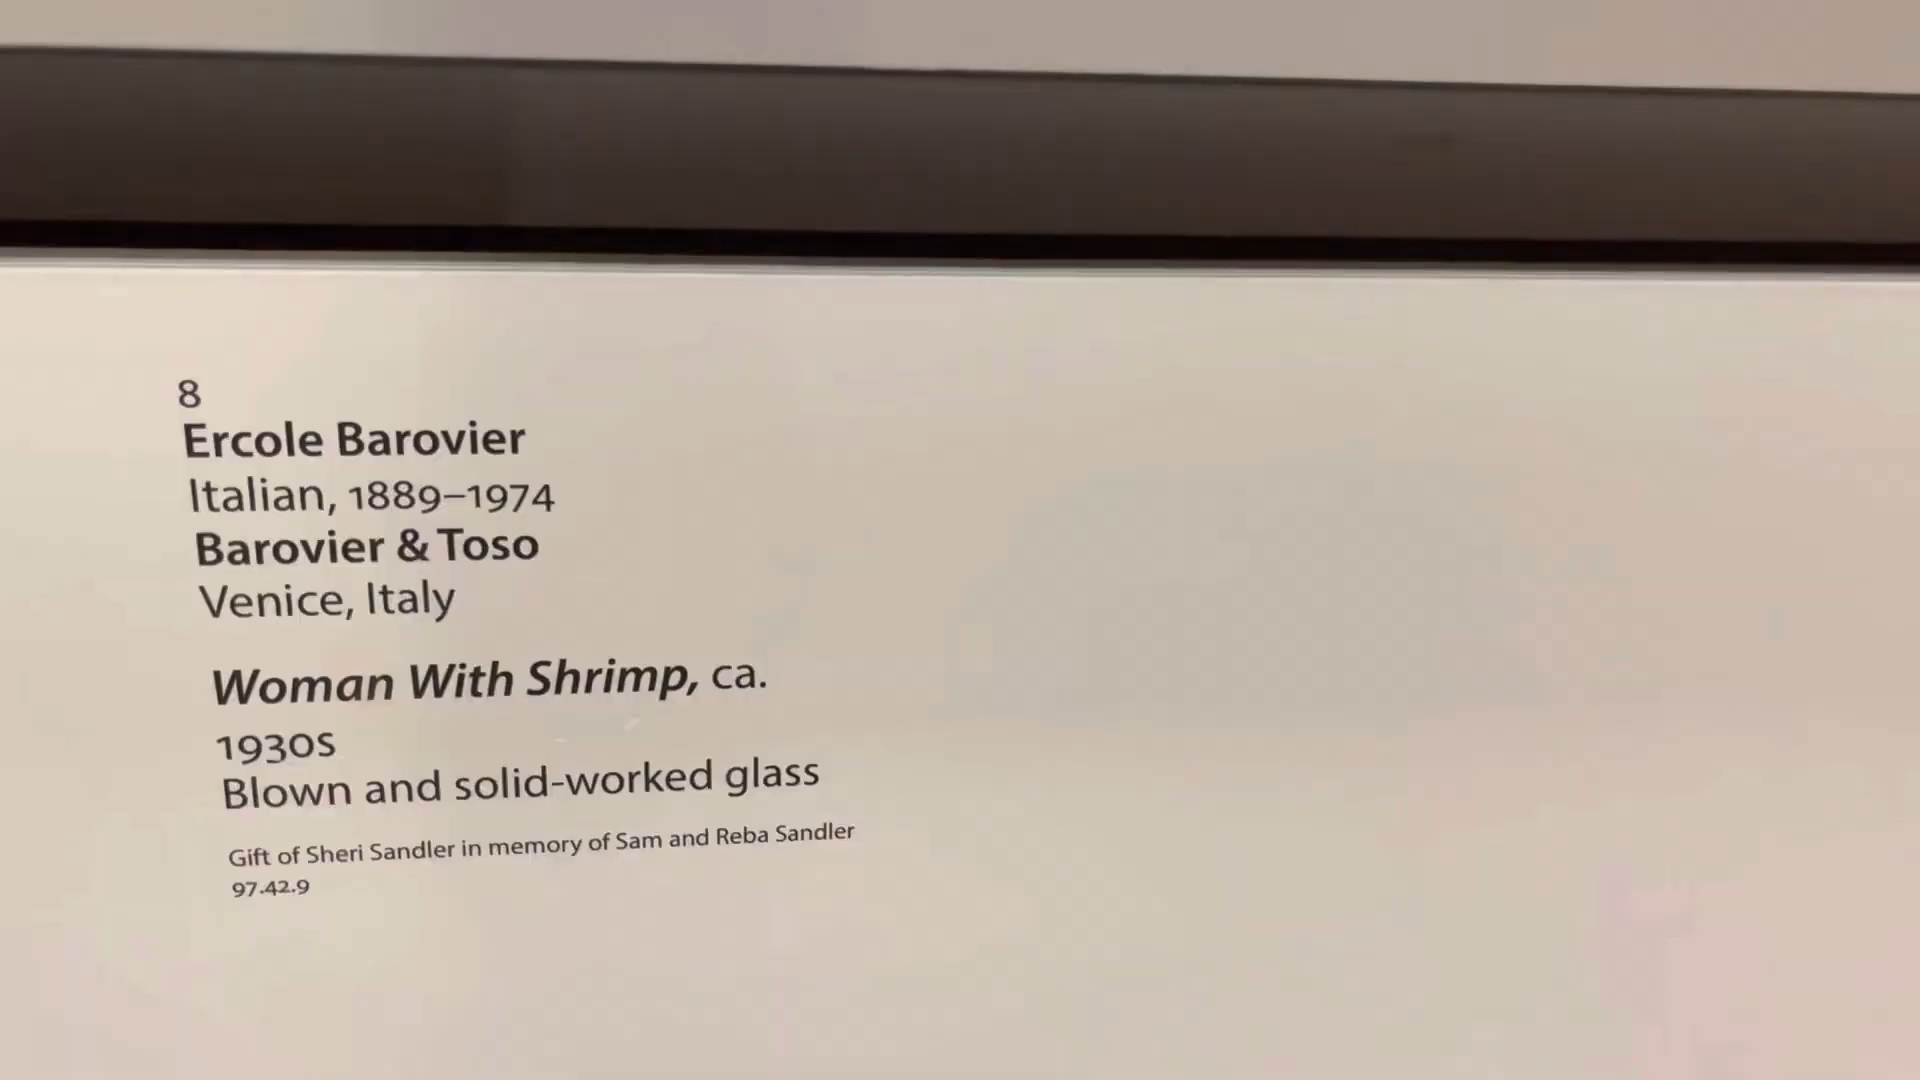 8
Ercole Barovier
Italian, 1889–1974
Barovier & Toso
Venice, Italy
Woman With Shrimp, ca.
1930s
Blown and solid-worked glass
Gift of Sheri Sandler in memory of Sam and Reba Sandler
97.42.9